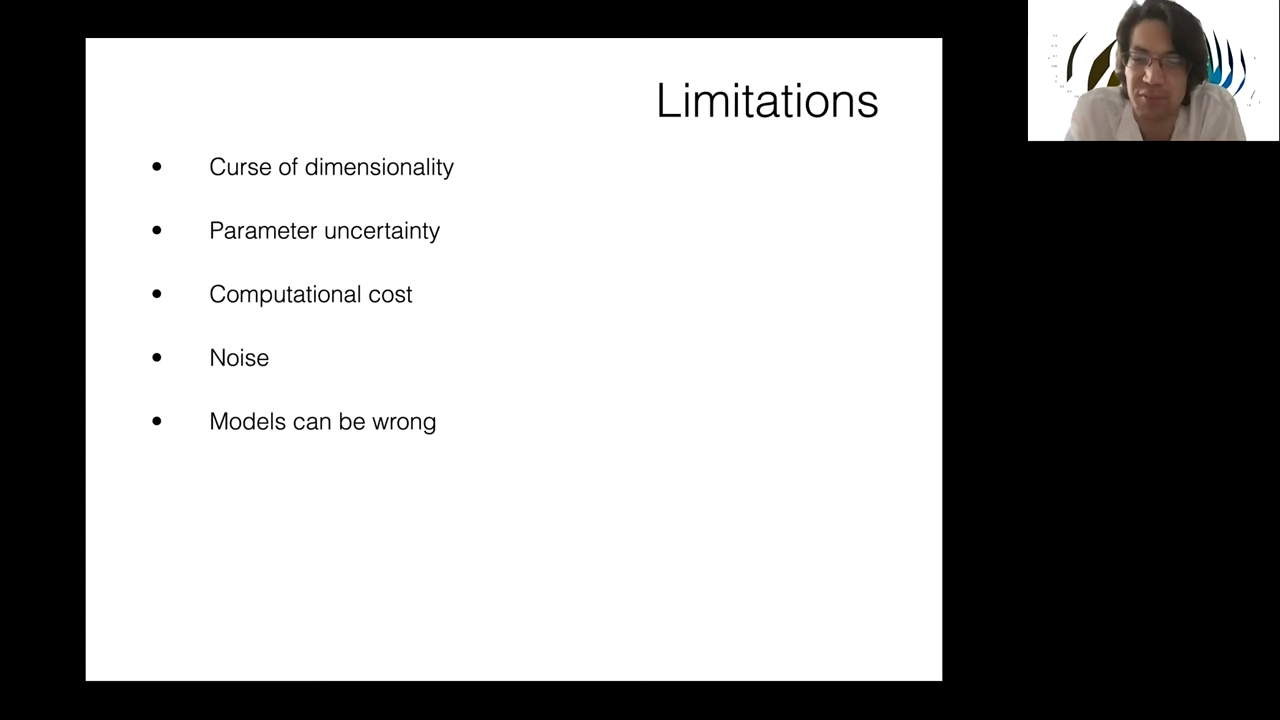 Limitations
• Curse of dimensionality
• Parameter uncertainty
• Computational cost
• Noise
• Models can be wrong